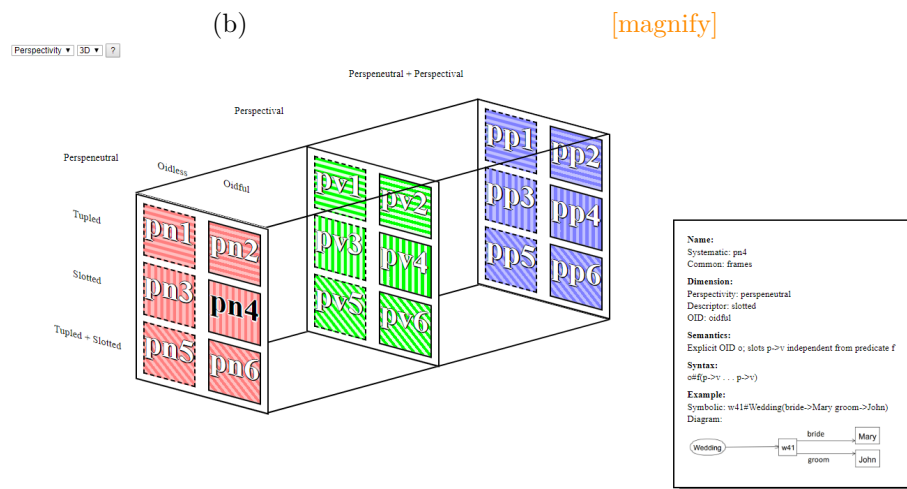 (b) [magnify]
Perspectivity ▼ 3D ▼ ?
Perspeneutral + Perspectival
Perspectival
Perspeneutral
Oidless
Oidful
Tupled
Slotted
Tupled + Slotted
pn1 pn2
pn3 pn4
pn5 pn6
pv1 pv2
pv3 pv4
pv5 pv6
pp1 pp2
pp3 pp4
pp5 pp6
Name:
Systematic: pn4
Common: frames
Dimension:
Perspectivity: perspeneutral
Descriptor: slotted
OID: oidful
Semantics:
Explicit OID o; slots p->v independent from predicate f
Syntax:
o#f(p->v . . . p->v)
Example:
Symbolic: w41#Wedding(bride->Mary groom->John)
Diagram:
Wedding w41 bride Mary
groom John